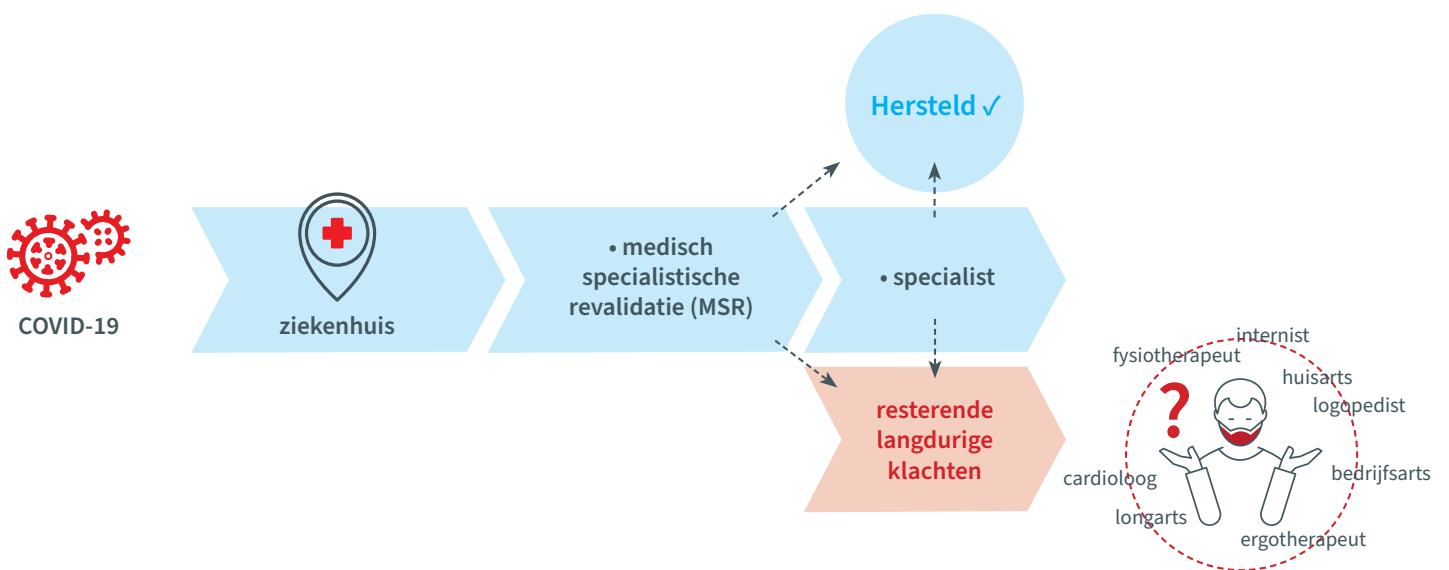 COVID-19
ziekenhuis
• medisch
specialistische
revalidatie (MSR)
• specialist
Hersteld ✓
resterende
langdurige
klachten
internist
fysiotherapeut
huisarts
logopedist
?
cardioloog
bedrijfsarts
longarts
ergotherapeut